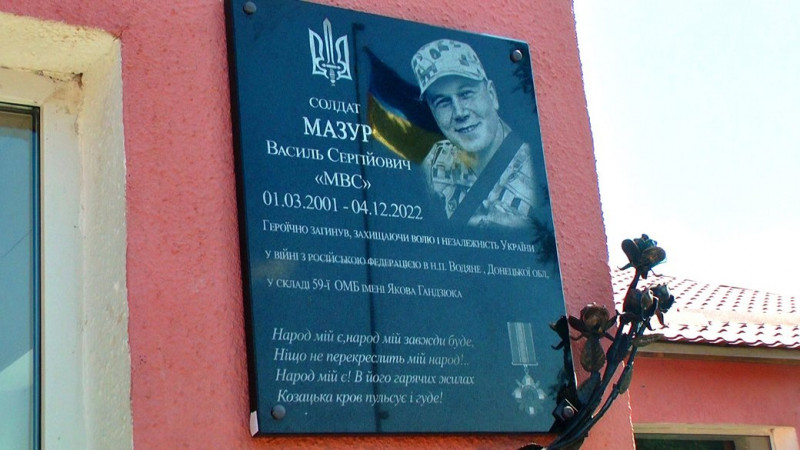 СОЛДАТ
МАЗУР
ВАСИЛЬ СЕРГІЙОВИЧ
«МВС»
01.03.2001 - 04.12.2022
ГЕРОЇЧНО ЗАГИНУВ, ЗАХИЩАЮЧИ ВОЛЮ І НЕЗАЛЕЖНІСТЬ УКРАЇНИ
У ВІЙНІ З РОСІЙСЬКОЮ ФЕДЕРАЦІЄЮ В Н.П. ВОДЯНЕ , ДОНЕЦЬКОЇ ОБЛ,
У СКЛАДІ 59-Ї ОМБ ІМЕНІ ЯКОВА ГАНДЗЮКА
Народ мій є,народ мій завжди буде,
Ніщо не перекреслить мій народ!..
Народ мій є! В його гарячих жилах
Козацька кров пульсує і гуде!